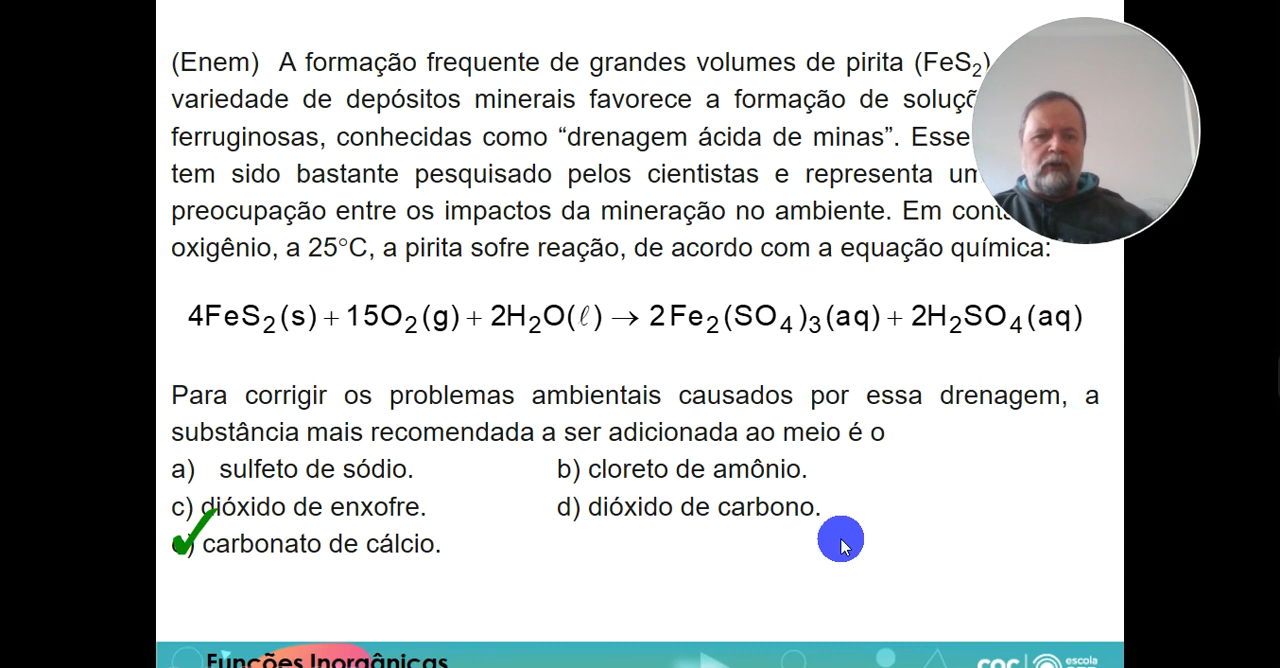 (Enem) A formação frequente de grandes volumes de pirita (FeS₂)
variedade de depósitos minerais favorece a formação de
ferruginosas, conhecidas como “drenagem ácida de minas”. Esse
tem sido bastante pesquisado pelos cientistas e representa
preocupação entre os impactos da mineração no ambiente. Em
oxigênio, a 25°C, a pirita sofre reação, de acordo com a equação química:
4FeS₂(s) + 15O₂(g) + 2H₂O(ℓ) → 2Fe₂(SO₄)₃(aq) + 2H₂SO₄(aq)
Para corrigir os problemas ambientais causados por essa drenagem, a
substância mais recomendada a ser adicionada ao meio é o
a) sulfeto de sódio. b) cloreto de amônio.
c) dióxido de enxofre. d) dióxido de carbono.
e) carbonato de cálcio.
Funções Inorgânicas escola